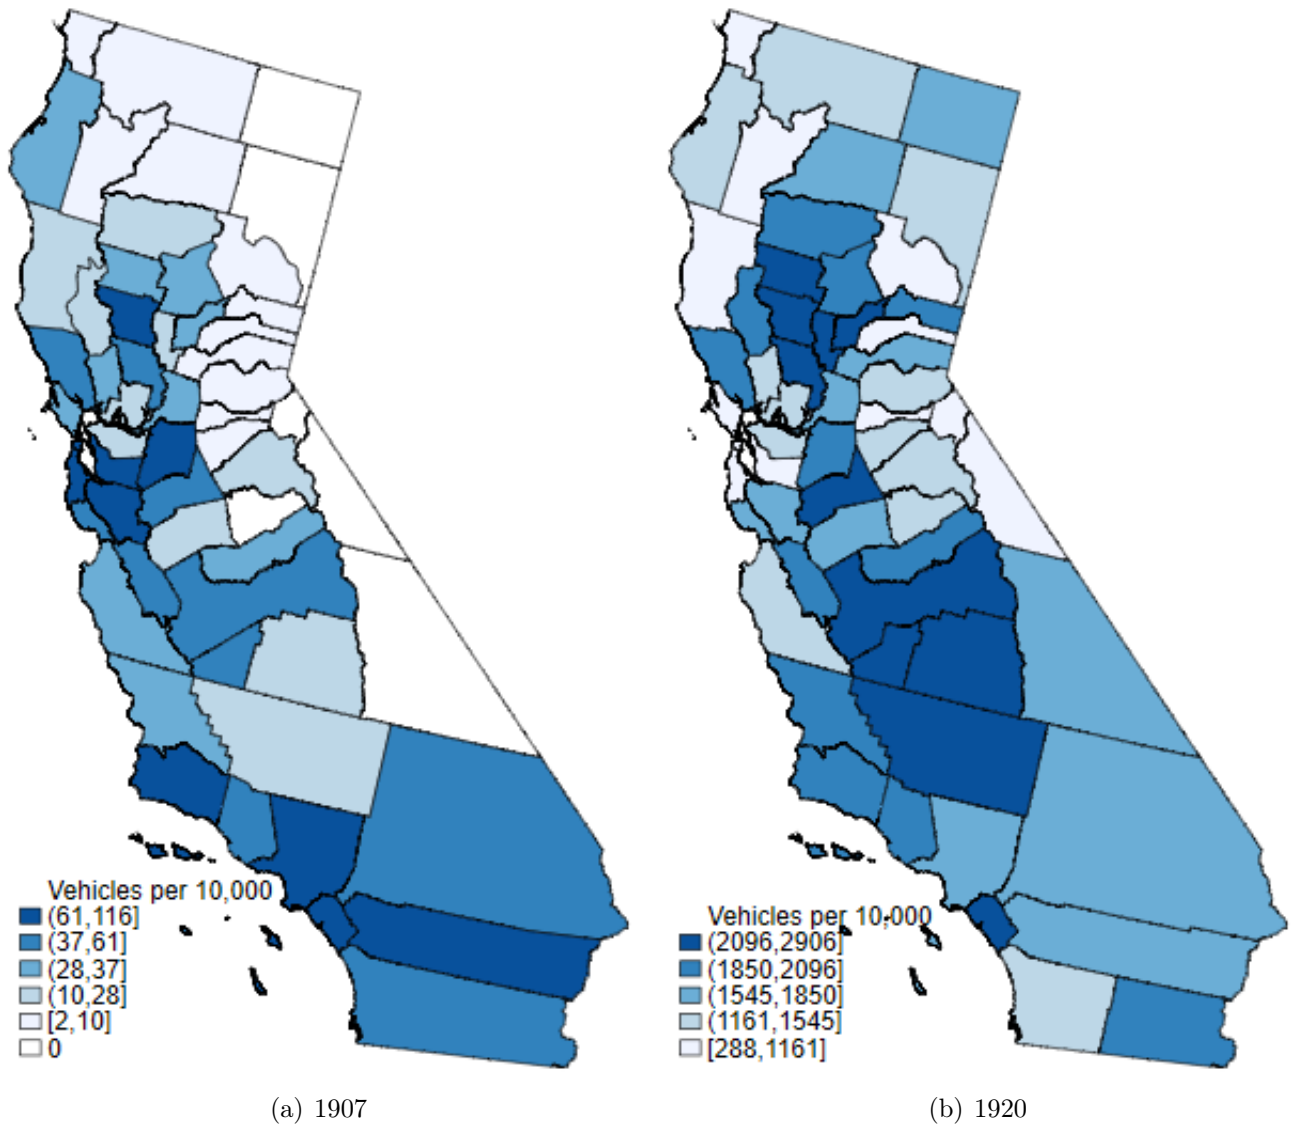 Vehicles per 10,000
(61,116]
(37,61]
(28,37]
(10,28]
[2,10]
0
(a) 1907
Vehicles per 10,000
(2096,2906]
(1850,2096]
(1545,1850]
(1161,1545]
[288,1161]
(b) 1920